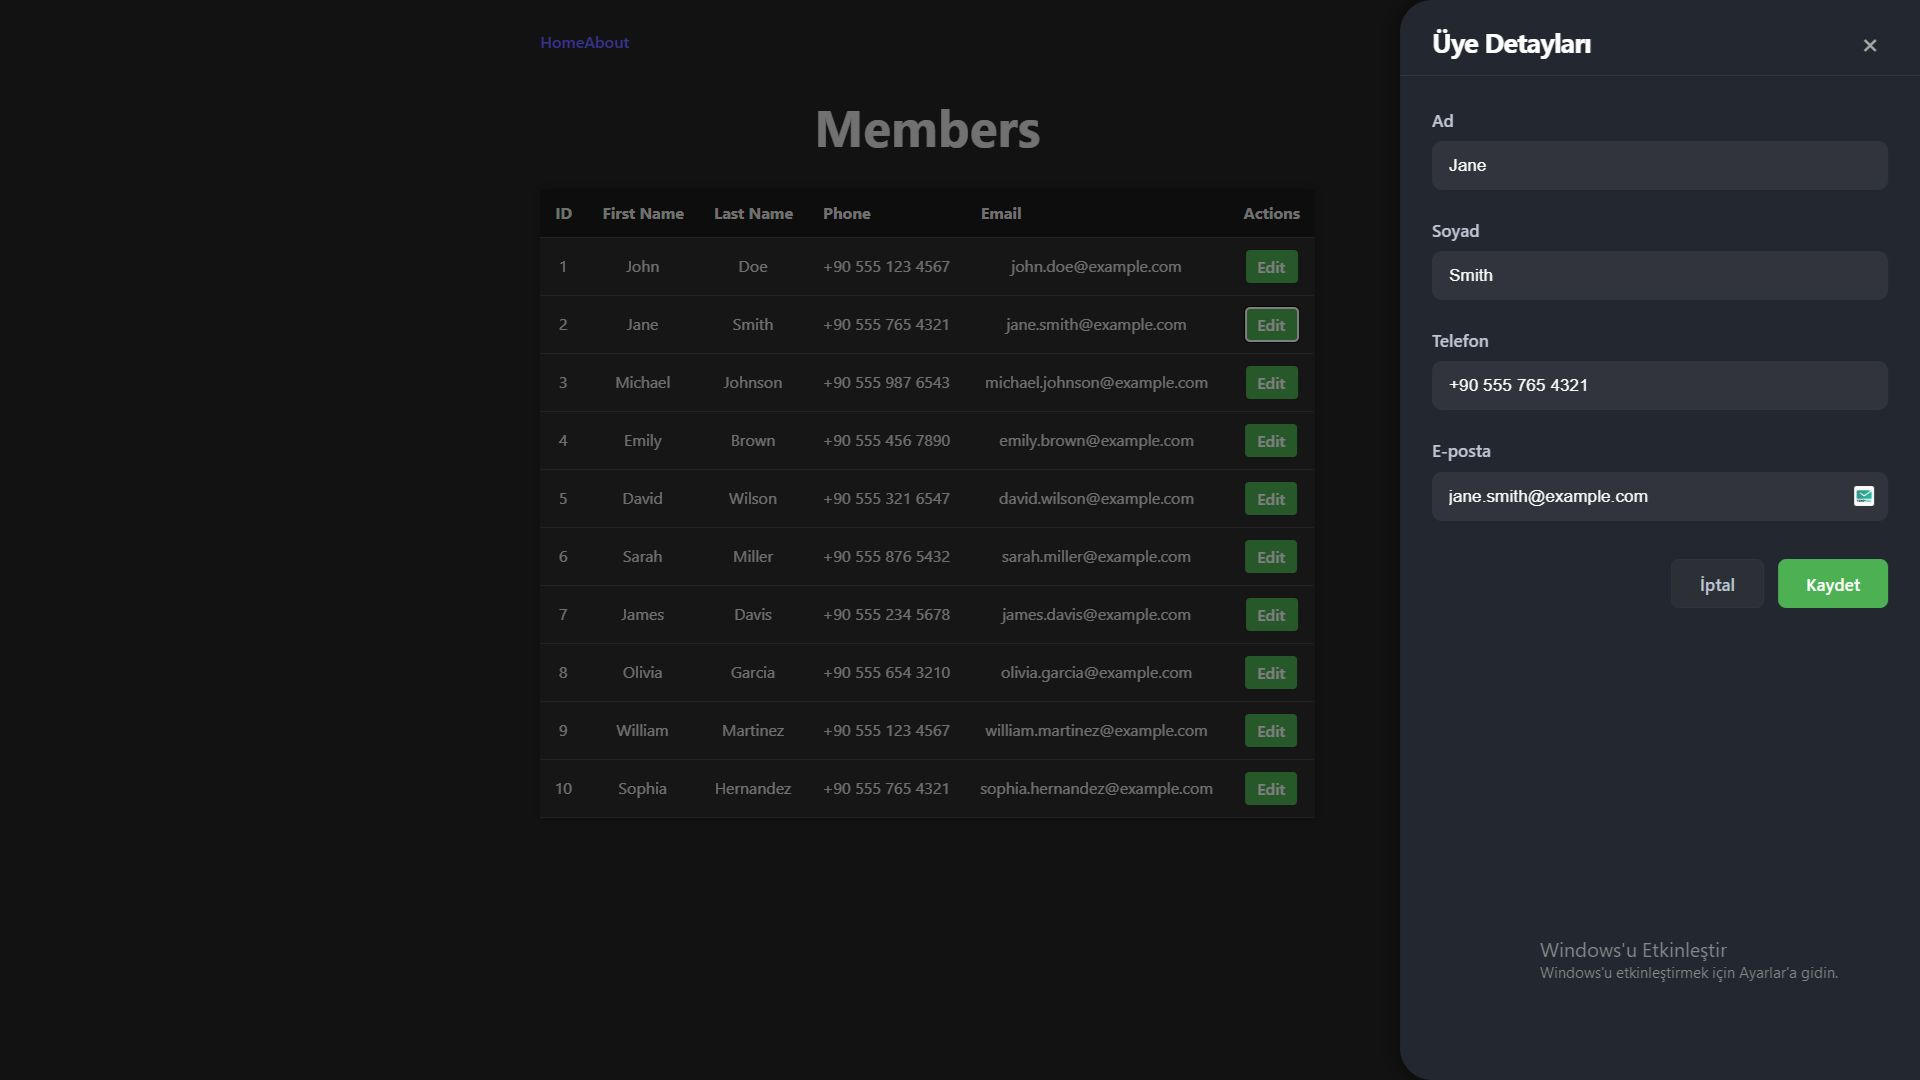 HomeAbout
Members
ID First Name Last Name Phone Email Actions
1 John Doe +90 555 123 4567 john.doe@example.com Edit
2 Jane Smith +90 555 765 4321 jane.smith@example.com Edit
3 Michael Johnson +90 555 987 6543 michael.johnson@example.com Edit
4 Emily Brown +90 555 456 7890 emily.brown@example.com Edit
5 David Wilson +90 555 321 6547 david.wilson@example.com Edit
6 Sarah Miller +90 555 876 5432 sarah.miller@example.com Edit
7 James Davis +90 555 234 5678 james.davis@example.com Edit
8 Olivia Garcia +90 555 654 3210 olivia.garcia@example.com Edit
9 William Martinez +90 555 123 4567 william.martinez@example.com Edit
10 Sophia Hernandez +90 555 765 4321 sophia.hernandez@example.com Edit
Üye Detayları
Ad
Jane
Soyad
Smith
Telefon
+90 555 765 4321
E-posta
jane.smith@example.com
İptal Kaydet
Windows'u Etkinleştir
Windows'u etkinleştirmek için Ayarlar'a gidin.